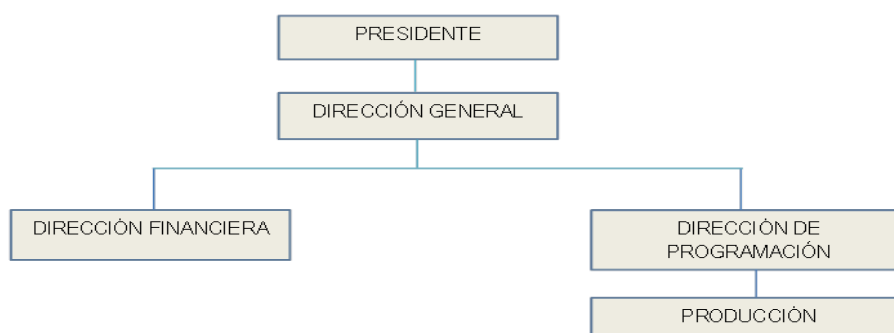 PRESIDENTE
DIRECCIÓN GENERAL
DIRECCIÓN FINANCIERA
DIRECCIÓN DE
PROGRAMACIÓN
PRODUCCIÓN